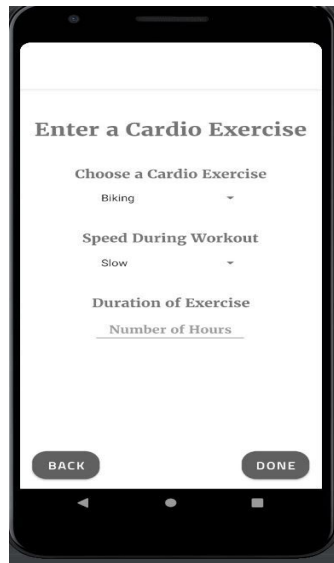 Enter a Cardio Exercise
Choose a Cardio Exercise
Biking
Speed During Workout
Slow
Duration of Exercise
Number of Hours
BACK DONE